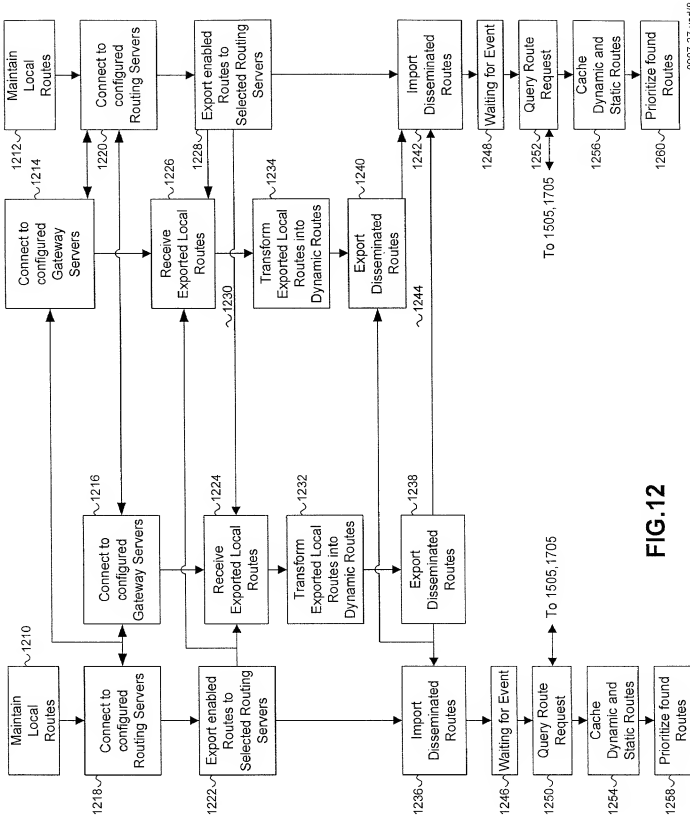 Maintain
Local
Routes
1212
1214
Connect to
configured
Routing Servers
1220
Export enabled
Routes to
Selected Routing
Servers
1228
Import
Disseminated
Routes
1242
Waiting for Event
1248
Query Route
Request
1252
To 1505,1705
Cache
Dynamic and
Static Routes
1256
Prioritize found
Routes
1260
Connect to
configured
Gateway
Servers
Receive
Exported Local
Routes
1226
1230
Transform
Exported Local
Routes into
Dynamic Routes
1234
Export
Disseminated
Routes
1240
1244
Connect to
configured
Gateway Servers
1216
Receive
Exported Local
Routes
1224
Transform
Exported Local
Routes into
Dynamic Routes
1232
Export
Disseminated
Routes
1238
Maintain
Local
Routes
1210
Connect to
configured
Routing Servers
1218
Export enabled
Routes to
Selected Routing
Servers
1222
Import
Disseminated
Routes
1236
Waiting for Event
1246
Query Route
Request
1250
To 1505,1705
Cache
Dynamic and
Static Routes
1254
Prioritize found
Routes
1258
FIG.12